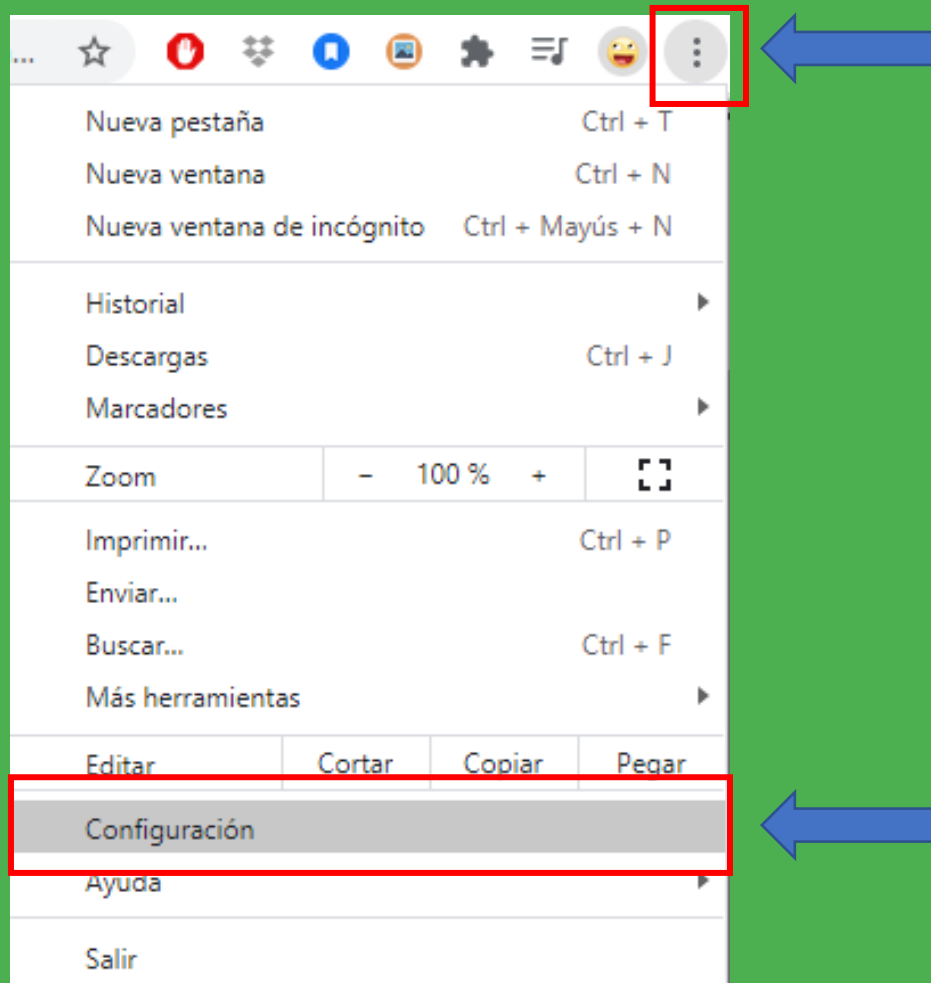 ...
Nueva pestaña Ctrl + T
Nueva ventana Ctrl + N
Nueva ventana de incógnito Ctrl + Mayús + N
Historial
Descargas Ctrl + J
Marcadores
Zoom - 100 % +
Imprimir... Ctrl + P
Enviar...
Buscar... Ctrl + F
Más herramientas
Editar Cortar Copiar Pegar
Configuración
Ayuda
Salir